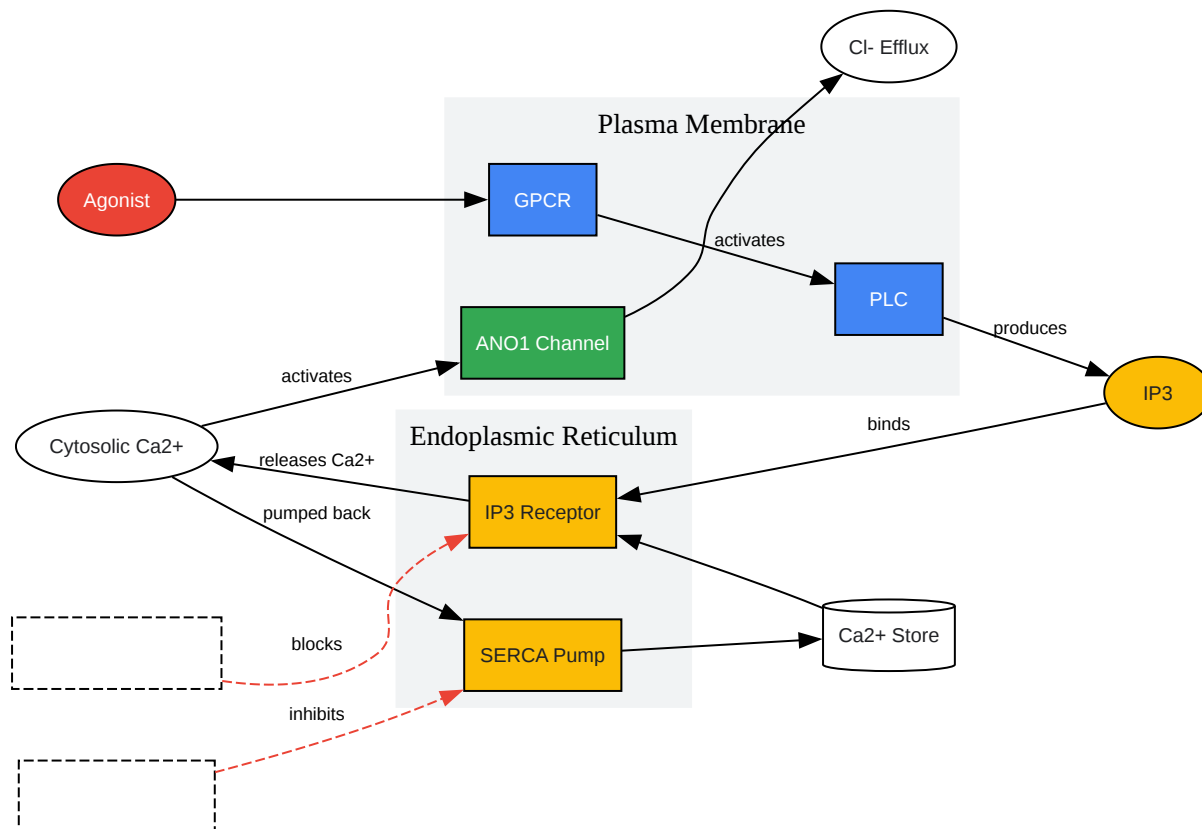 Cl- Efflux
Plasma Membrane
Agonist
GPCR
activates
PLC
ANO1 Channel
produces
activates
IP3
binds
Cytosolic Ca2+
Endoplasmic Reticulum
releases Ca2+
IP3 Receptor
pumped back
blocks
SERCA Pump
Ca2+ Store
inhibits